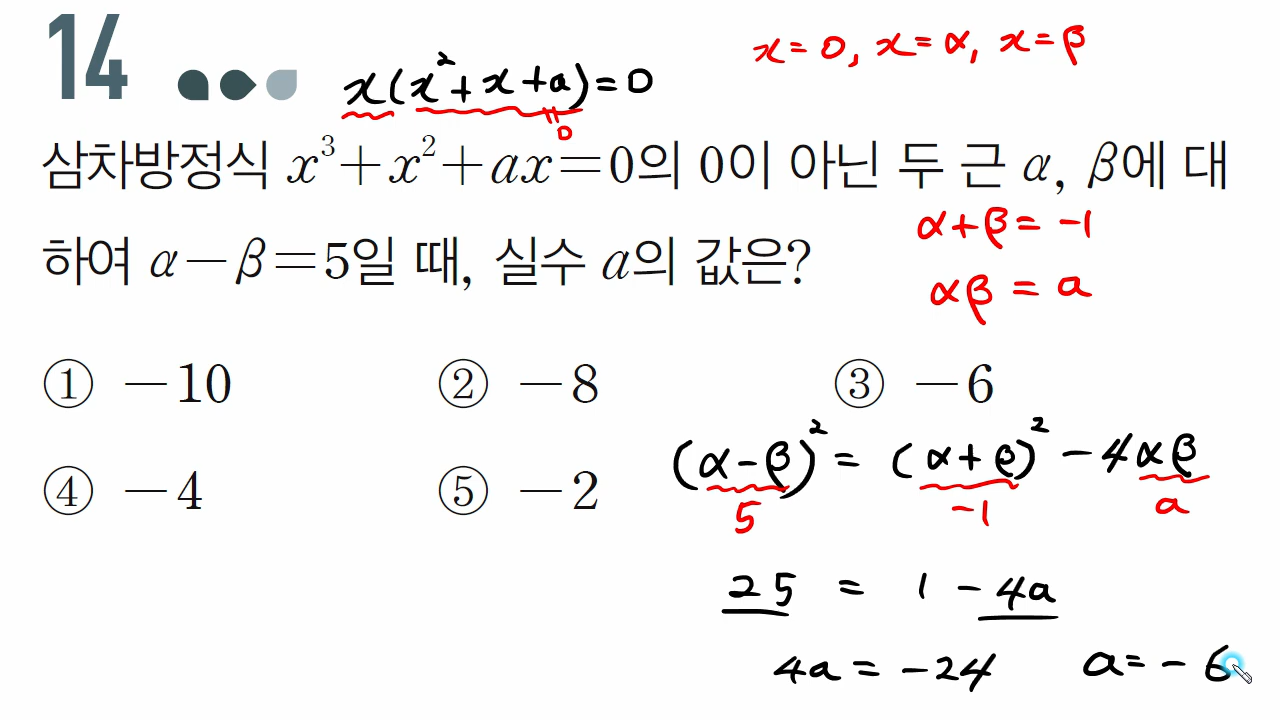 14
x(x²+x+a)=0
x=0, x=α, x=β
0
삼차방정식 x³+x²+ax=0의 0이 아닌 두 근 α, β에 대
α+β=-1
하여 α-β=5일 때, 실수 a의 값은?
αβ=a
① -10 ② -8 ③ -6
④ -4 ⑤ -2
(α-β)²=(α+β)²-4αβ
5 -1 a
25 = 1 - 4a
4a = -24 a = -6